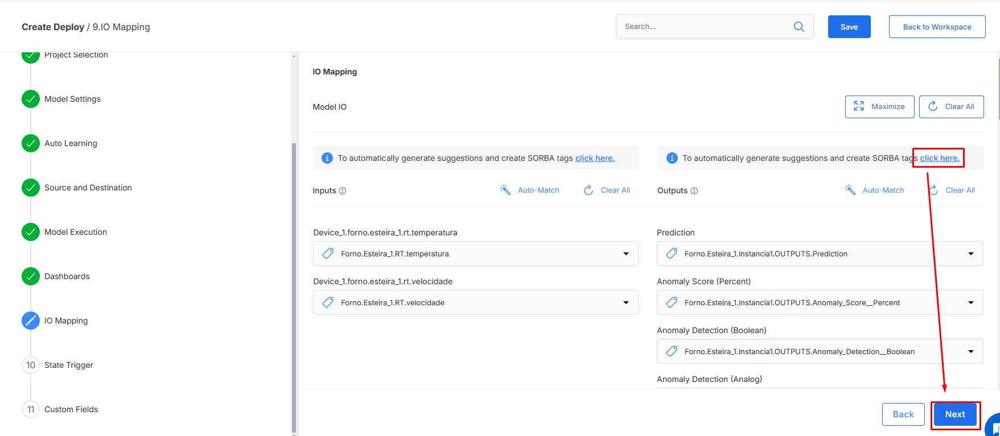 Create Deploy / 9.IO Mapping
Search...
Save
Back to Workspace
Project Selection
Model Settings
Auto Learning
Source and Destination
Model Execution
Dashboards
IO Mapping
10 State Trigger
11 Custom Fields
IO Mapping
Model IO
Maximize
Clear All
To automatically generate suggestions and create SORBA tags click here.
To automatically generate suggestions and create SORBA tags click here.
Inputs
Auto-Match
Clear All
Outputs
Auto-Match
Clear All
Device_1.forno.esteira_1.rt.temperatura
Forno.Esteira_1.RT.temperatura
Device_1.forno.esteira_1.rt.velocidade
Forno.Esteira_1.RT.velocidade
Prediction
Forno.Esteira_1.Instancia1.OUTPUTS.Prediction
Anomaly Score (Percent)
Forno.Esteira_1.Instancia1.OUTPUTS.Anomaly_Score__Percent
Anomaly Detection (Boolean)
Forno.Esteira_1.Instancia1.OUTPUTS.Anomaly_Detection__Boolean
Anomaly Detection (Analog)
Back
Next